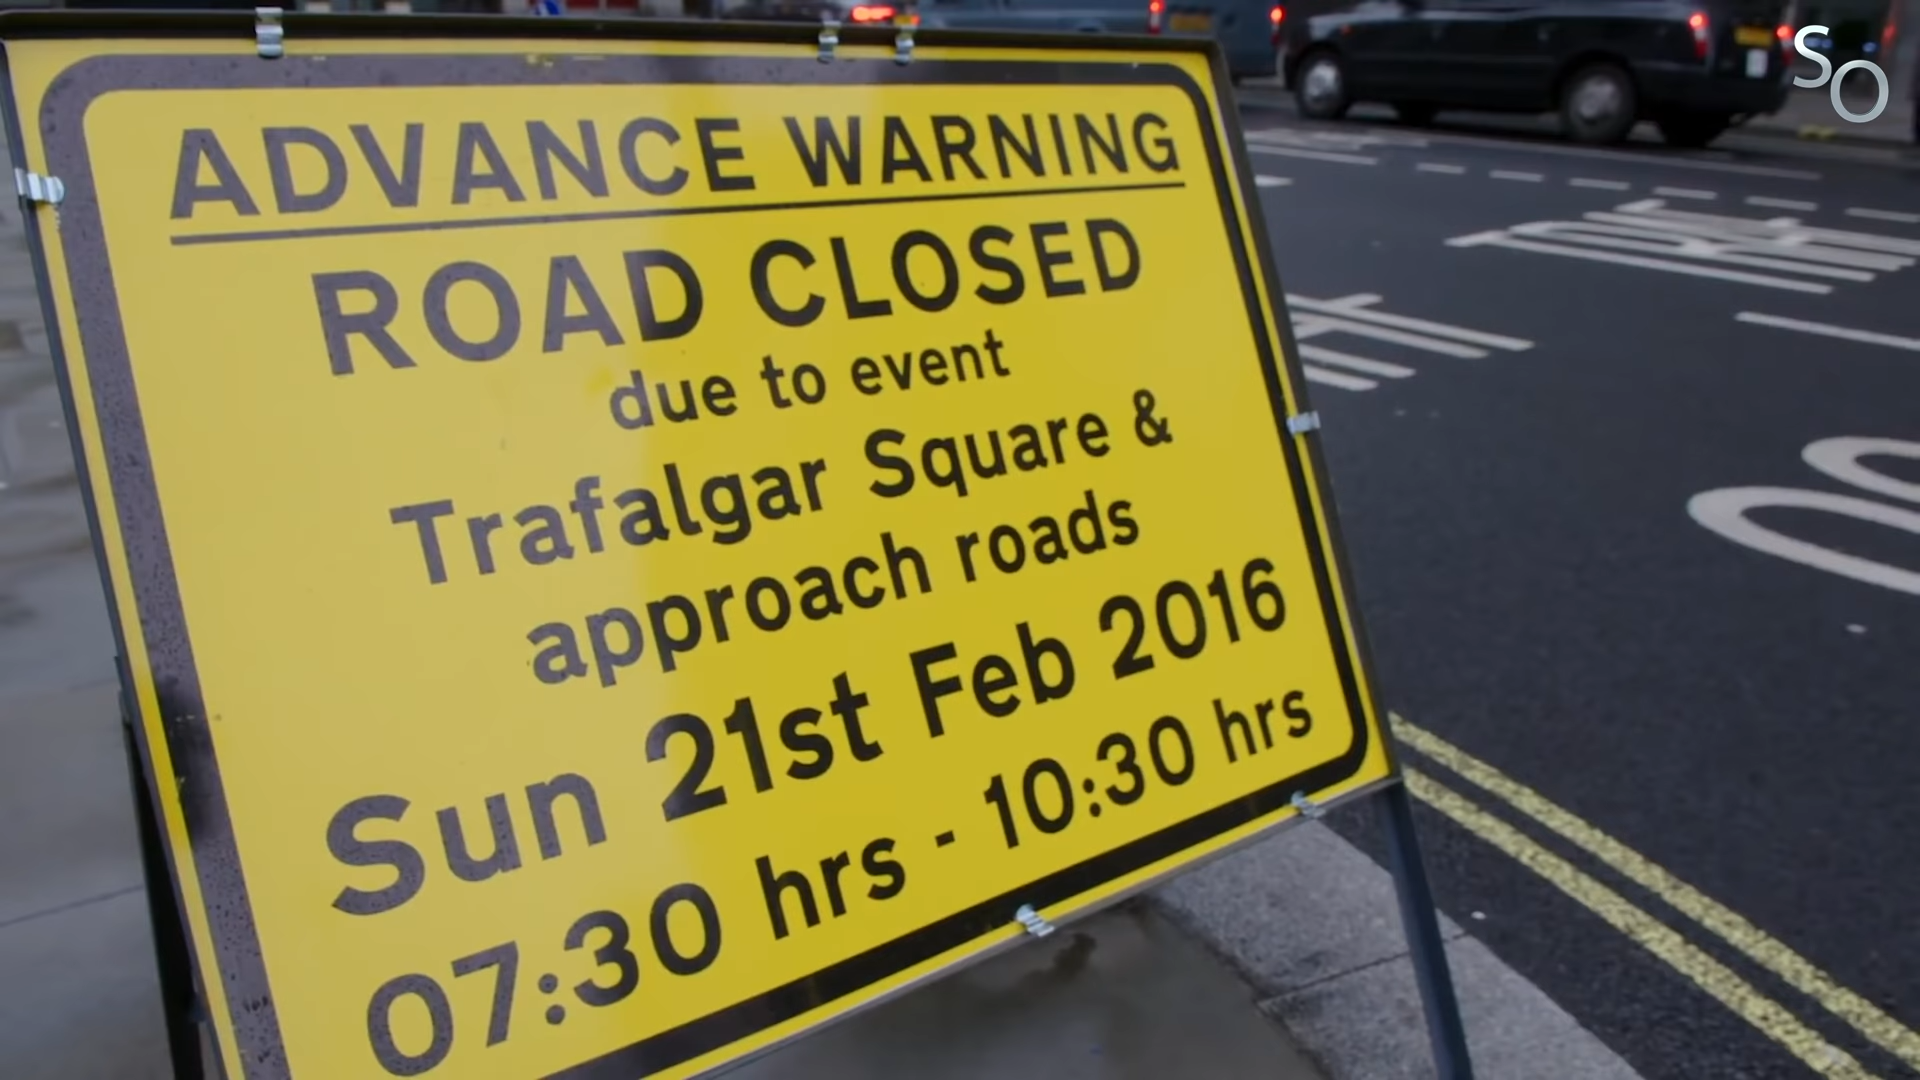 ADVANCE WARNING
ROAD CLOSED
due to event
Trafalgar Square &
approach roads
Sun 21st Feb 2016
07:30 hrs - 10:30 hrs
SO